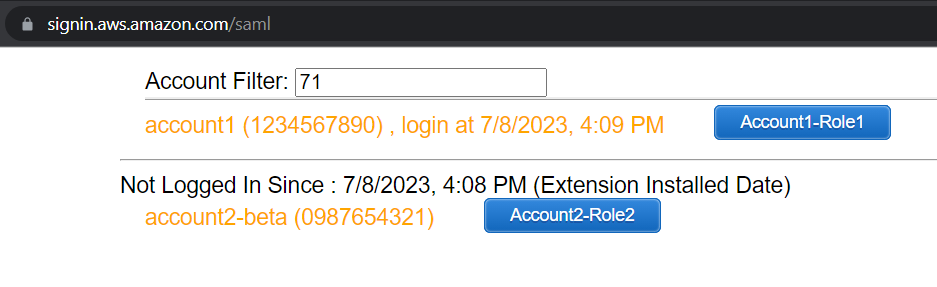 signin.aws.amazon.com/saml
Account Filter: 71
account1 (1234567890) , login at 7/8/2023, 4:09 PM Account1-Role1
Not Logged In Since : 7/8/2023, 4:08 PM (Extension Installed Date)
account2-beta (0987654321) Account2-Role2